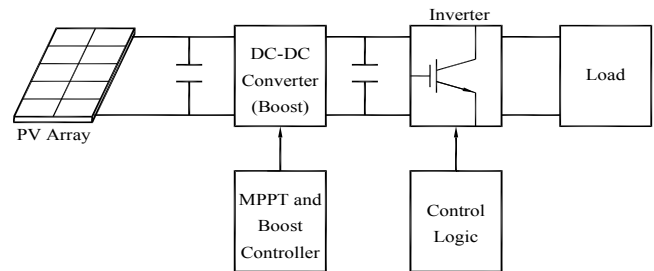 Inverter
DC-DC
Converter
(Boost)
Load
PV Array
MPPT and
Boost
Controller
Control
Logic